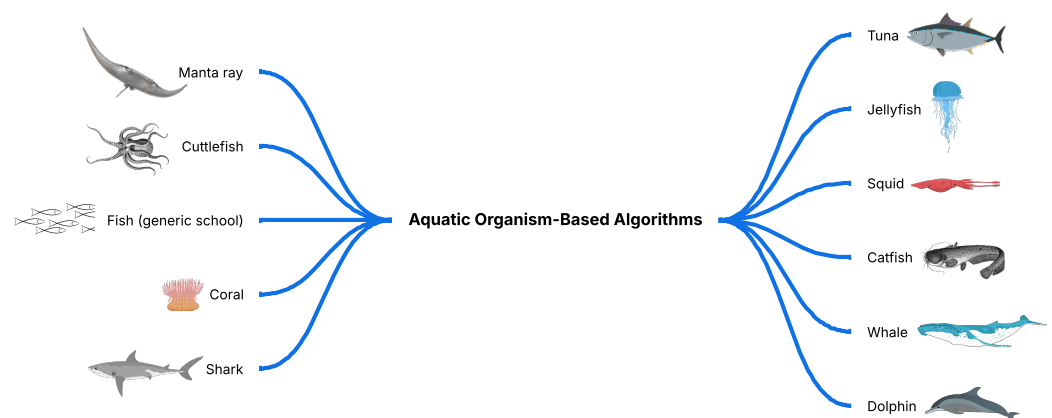 Manta ray
Cuttlefish
Fish (generic school)
Coral
Shark
Aquatic Organism-Based Algorithms
Tuna
Jellyfish
Squid
Catfish
Whale
Dolphin